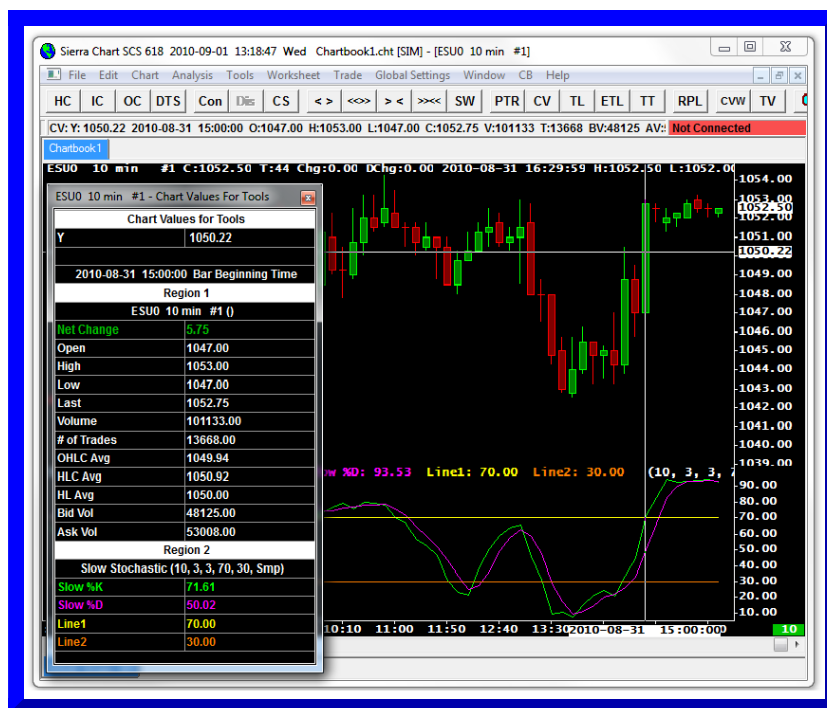 Sierra Chart SCS 618 2010-09-01 13:18:47 Wed Chartbook1.cht [SIM] - [ESU0 10 min #1]
File Edit Chart Analysis Tools Worksheet Trade Global Settings Window CB Help
HC IC OC DTS Con Dis CS < > <<>> > < >><< SW PTR CV TL ETL TT RPL CVW TV
CV: Y: 1050.22 2010-08-31 15:00:00 O:1047.00 H:1053.00 L:1047.00 C:1052.75 V:101133 T:13668 BV:48125 AV: Not Connected
Chartbook1
ESU0 10 min #1 C:1052.50 T:44 Chg:0.00 DChg:0.00 2010-08-31 16:29:59 H:1052.50 L:1052.00
ESU0 10 min #1 - Chart Values For Tools
Chart Values for Tools
Y 1050.22
2010-08-31 15:00:00 Bar Beginning Time
Region 1
ESU0 10 min #1 ()
Net Change 5.75
Open 1047.00
High 1053.00
Low 1047.00
Last 1052.75
Volume 101133.00
# of Trades 13668.00
OHLC Avg 1049.94
HLC Avg 1050.92
HL Avg 1050.00
Bid Vol 48125.00
Ask Vol 53008.00
Region 2
Slow Stochastic (10, 3, 3, 70, 30, Smp)
Slow %K 71.61
Slow %D 50.02
Line1 70.00
Line2 30.00
1054.00
1053.00
1052.50
1052.00
1051.00
1050.22
1049.00
1048.00
1047.00
1046.00
1045.00
1044.00
1043.00
1042.00
1041.00
1040.00
1039.00
%D: 93.53 Line1: 70.00 Line2: 30.00 (10, 3, 3,
90.00
80.00
70.00
60.00
50.00
40.00
30.00
20.00
10.00
10:10 11:00 11:50 12:40 13:30 2010-08-31 15:00:00 10